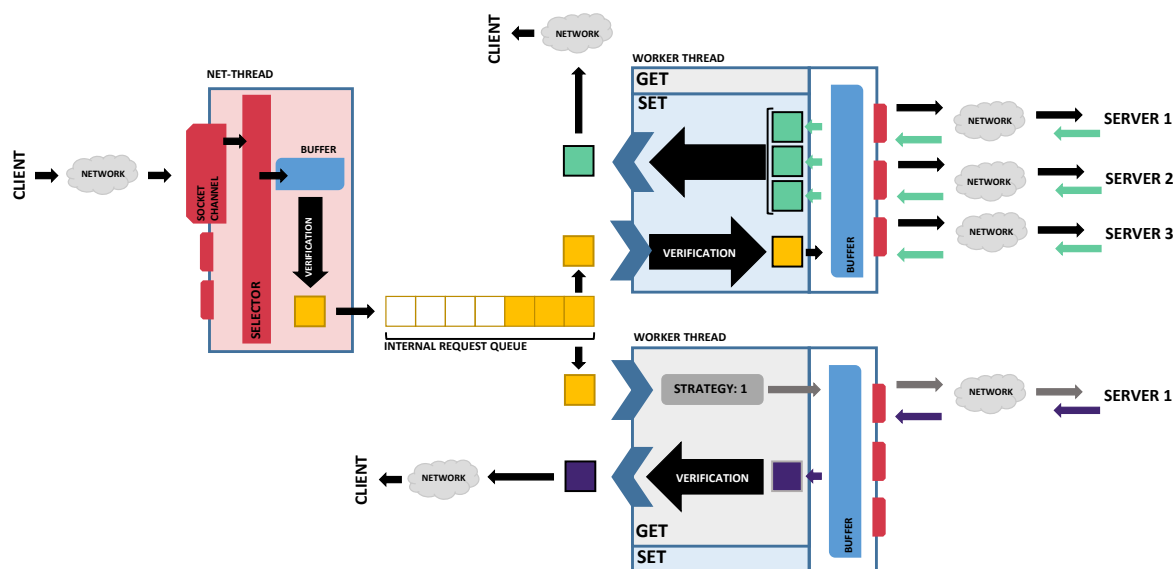 CLIENT
NETWORK
NET-THREAD
SOCKET
CHANNEL
SELECTOR
BUFFER
VERIFICATION
INTERNAL REQUEST QUEUE
CLIENT
NETWORK
WORKER THREAD
GET
SET
VERIFICATION
BUFFER
NETWORK
SERVER 1
NETWORK
SERVER 2
NETWORK
SERVER 3
WORKER THREAD
STRATEGY: 1
BUFFER
NETWORK
SERVER 1
CLIENT
NETWORK
VERIFICATION
GET
SET